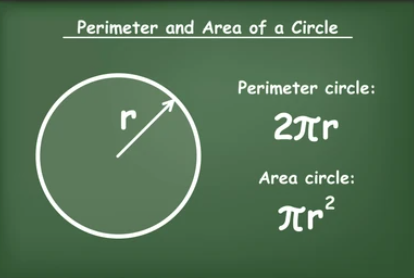 Perimeter and Area of a Circle
r
Perimeter circle:
2πr
Area circle:
πr²